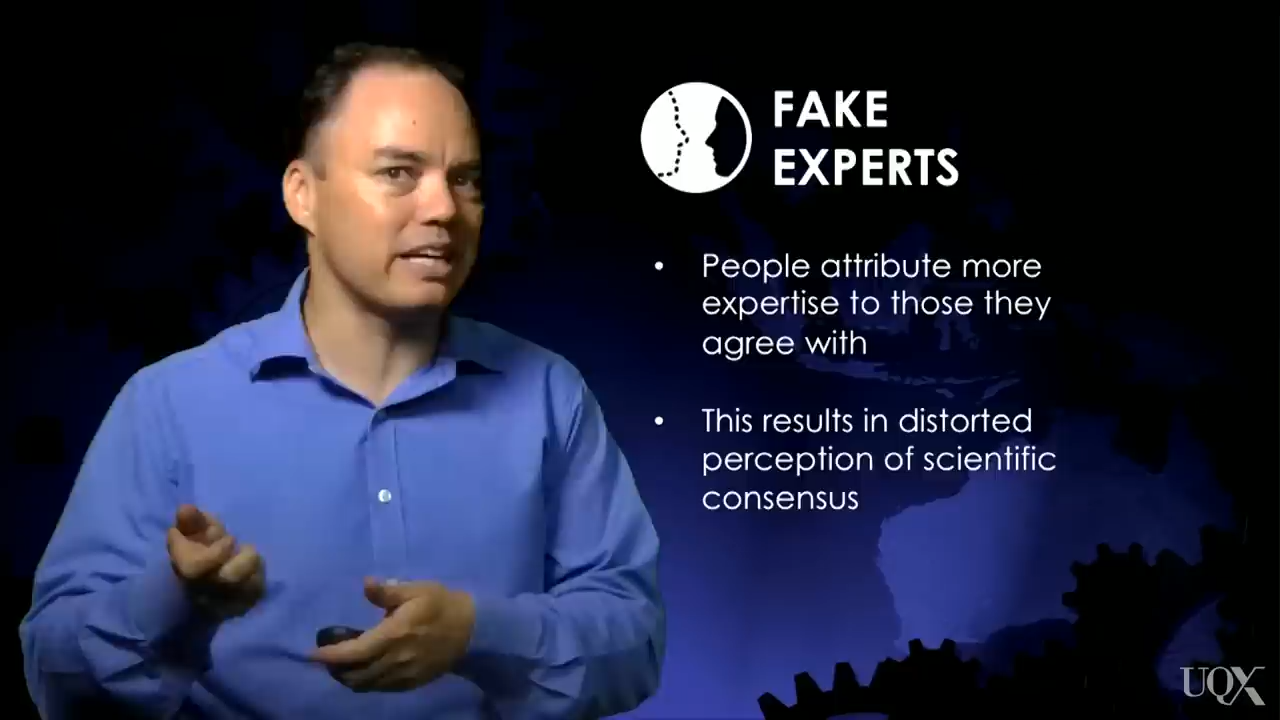 FAKE
EXPERTS
• People attribute more
expertise to those they
agree with
• This results in distorted
perception of scientific
consensus
UQX